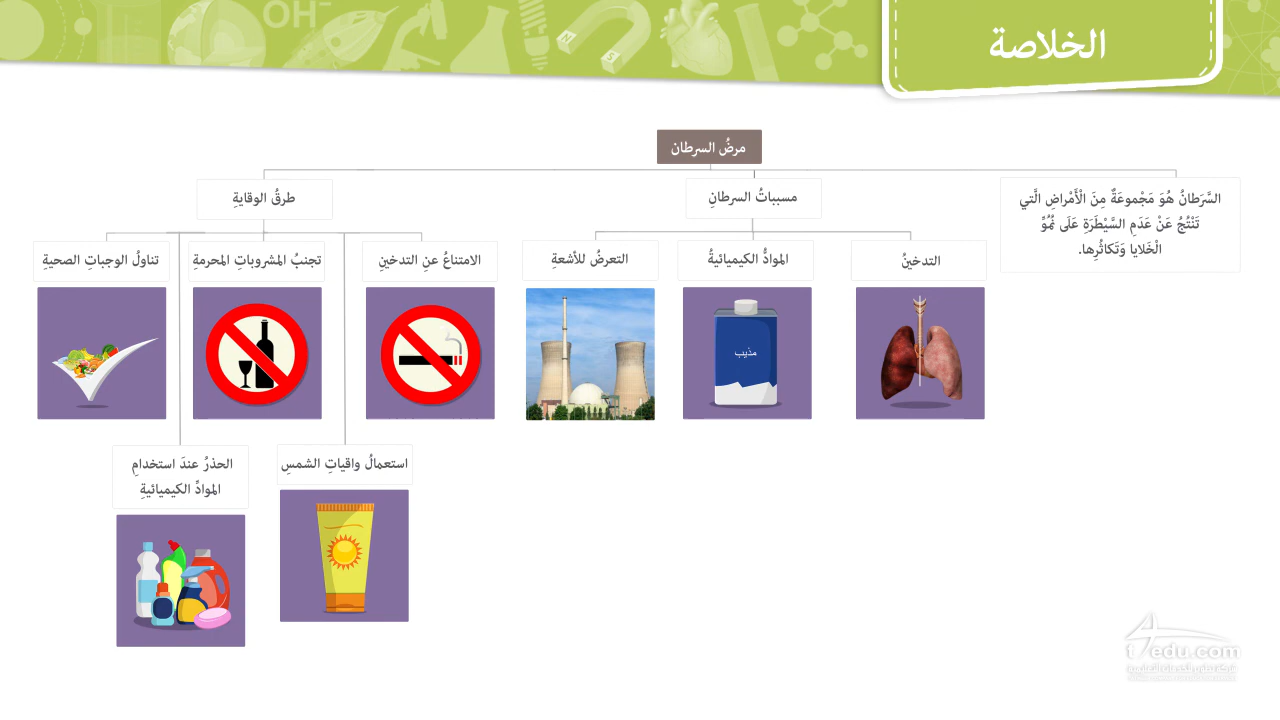 الخلاصة
OH⁻
مرضُ السرطان
السَّرَطانُ هُوَ مَجْموعَةٌ مِنَ الْأَمْراضِ الَّتي
تَنْتُجُ عَنْ عَدَمِ السَّيْطَرَةِ عَلَى نُمُوِّ
الْخَلايا وَتَكاثُرِها.
مسبباتُ السرطانِ
طرقُ الوقايةِ
التدخينُ
الموادُّ الكيميائيةُ
التعرضُ للأشعةِ
الامتناعُ عنِ التدخينِ
تجنبُ المشروباتِ المحرمةِ
تناولُ الوجباتِ الصحيةِ
مذيب
استعمالُ واقياتِ الشمسِ
الحذرُ عندَ استخدامِ
الموادِّ الكيميائيةِ
t4edu.com